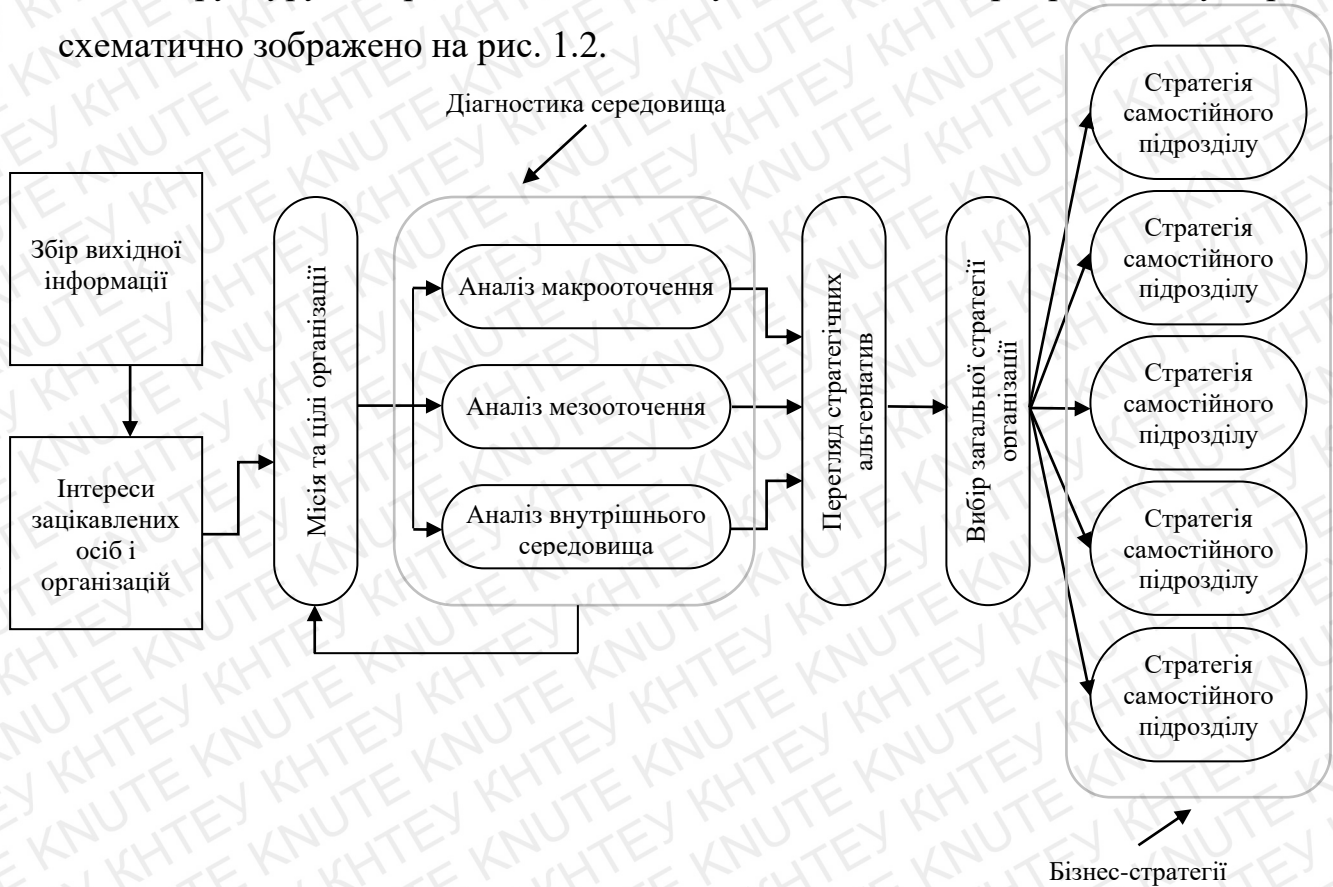 схематично зображено на рис. 1.2.
Діагностика середовища
Збір вихідної
інформації
Інтереси
зацікавлених
осіб і
організацій
Місія та цілі організації
Аналіз макрооточення
Аналіз мезооточення
Аналіз внутрішнього
середовища
Перегляд стратегічних
альтернатив
Вибір загальної стратегії
організації
Стратегія
самостійного
підрозділу
Стратегія
самостійного
підрозділу
Стратегія
самостійного
підрозділу
Стратегія
самостійного
підрозділу
Стратегія
самостійного
підрозділу
Бізнес-стратегії